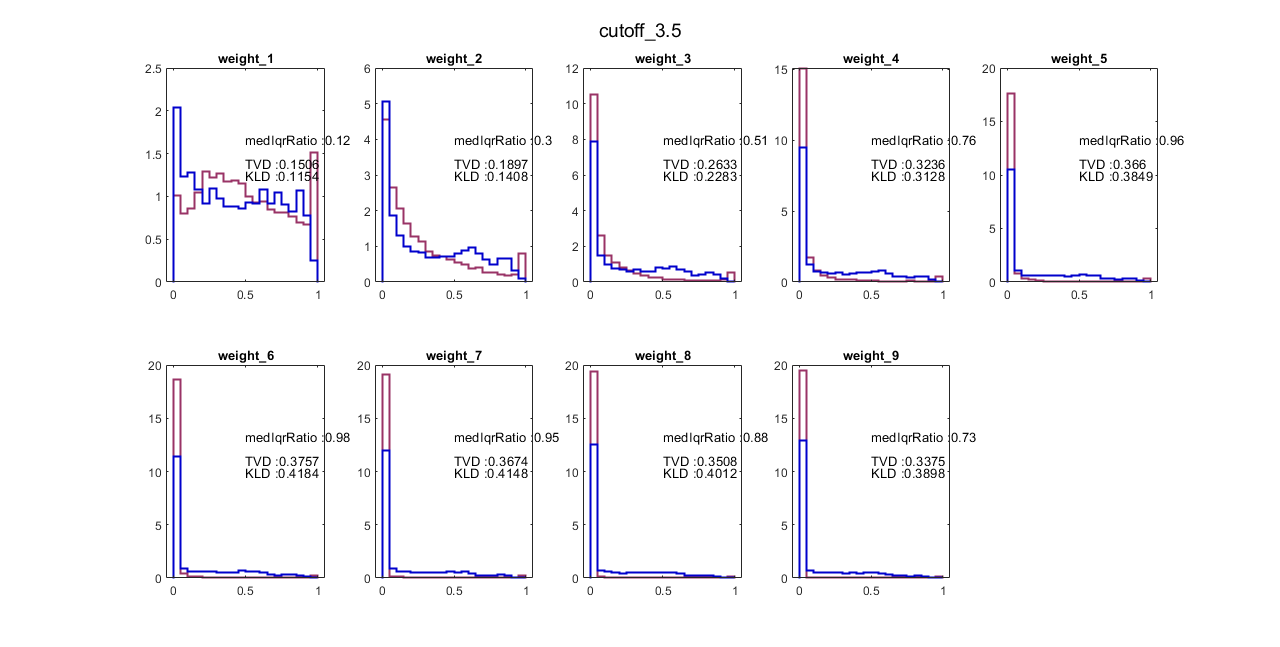 cutoff_3.5
weight_1
2.5
2
1.5
1
0.5
0
0 0.5 1
medIqrRatio :0.12
TVD :0.1506
KLD :0.1154
weight_2
6
5
4
3
2
1
0
0 0.5 1
medIqrRatio :0.3
TVD :0.1897
KLD :0.1408
weight_3
12
10
8
6
4
2
0
0 0.5 1
medIqrRatio :0.51
TVD :0.2633
KLD :0.2283
weight_4
15
10
5
0
0 0.5 1
medIqrRatio :0.76
TVD :0.3236
KLD :0.3128
weight_5
20
15
10
5
0
0 0.5 1
medIqrRatio :0.96
TVD :0.366
KLD :0.3849
weight_6
20
15
10
5
0
0 0.5 1
medIqrRatio :0.98
TVD :0.3757
KLD :0.4184
weight_7
20
15
10
5
0
0 0.5 1
medIqrRatio :0.95
TVD :0.3674
KLD :0.4148
weight_8
20
15
10
5
0
0 0.5 1
medIqrRatio :0.88
TVD :0.3508
KLD :0.4012
weight_9
20
15
10
5
0
0 0.5 1
medIqrRatio :0.73
TVD :0.3375
KLD :0.3898